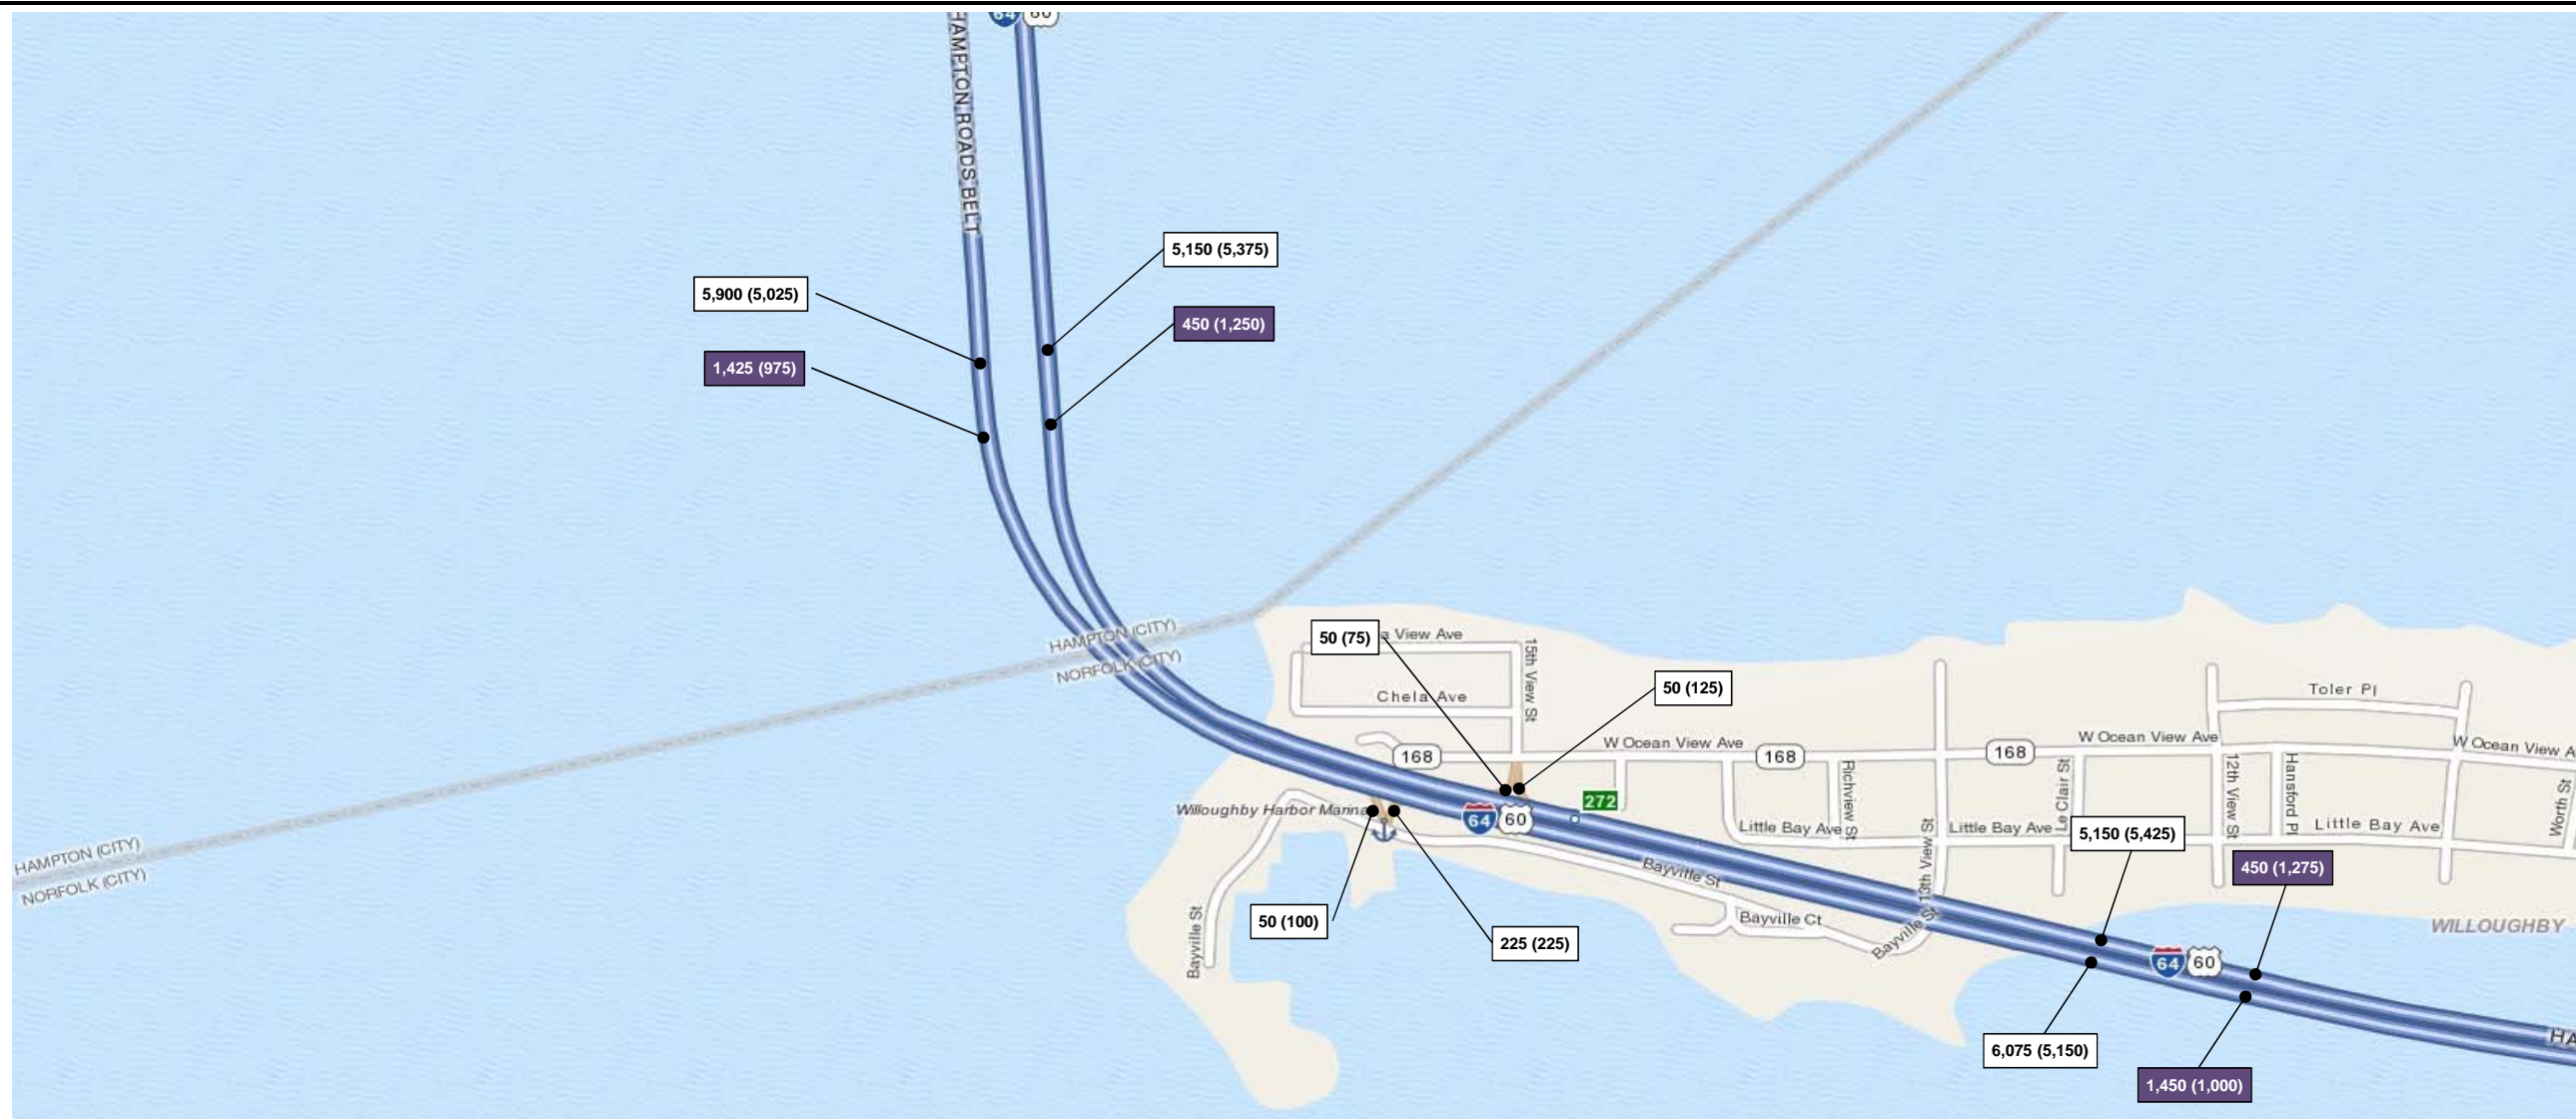 64
60
HAMPTON ROADS BELT
5,150 (5,375)
5,900 (5,025)
450 (1,250)
1,425 (975)
HAMPTON (CITY)
NORFOLK (CITY)
50 (75)
a View Ave
15th View St
Chela Ave
50 (125)
Toler Pl
168
W Ocean View Ave
168
168
W Ocean View Ave
W Ocean View A
Willoughby Harbor Marina
272
64
60
Richview St
Le Clair St
12th View St
Hansford Pl
Worth St
Little Bay Ave
13th View St
Little Bay Ave
5,150 (5,425)
Little Bay Ave
HAMPTON (CITY)
NORFOLK (CITY)
Bayville St
450 (1,275)
50 (100)
225 (225)
Bayville Ct
Bayville St
Bayville St
WILLOUGHBY
64
60
6,075 (5,150)
HA
1,450 (1,000)